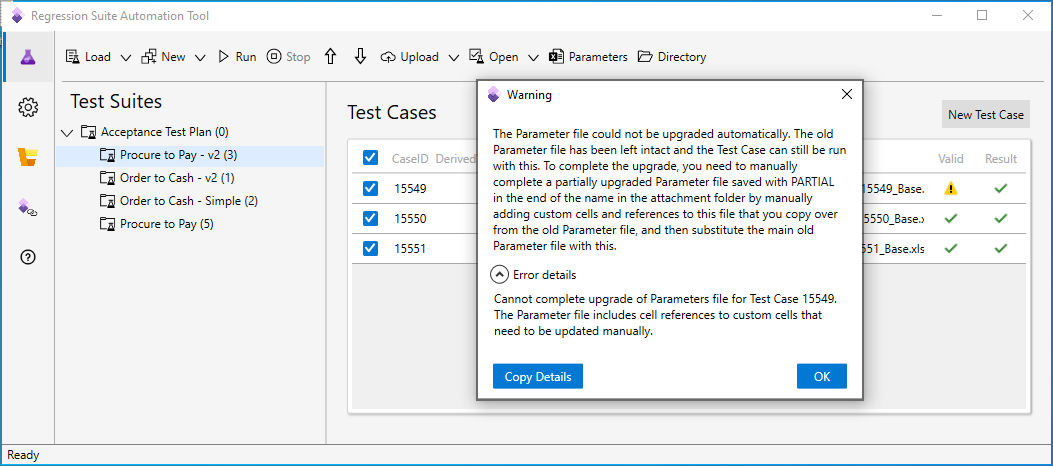 Regression Suite Automation Tool
Load New Run Stop Upload Open Parameters Directory
Test Suites
Acceptance Test Plan (0)
Procure to Pay - v2 (3)
Order to Cash - v2 (1)
Order to Cash - Simple (2)
Procure to Pay (5)
Test Cases
New Test Case
CaseID Derived Valid Result
15549 15549_Base.
15550 5550_Base.x
15551 551_Base.xls
Warning
The Parameter file could not be upgraded automatically. The old
Parameter file has been left intact and the Test Case can still be run
with this. To complete the upgrade, you need to manually
complete a partially upgraded Parameter file saved with PARTIAL
in the end of the name in the attachment folder by manually
adding custom cells and references to this file that you copy over
from the old Parameter file, and then substitute the main old
Parameter file with this.
Error details
Cannot complete upgrade of Parameters file for Test Case 15549.
The Parameter file includes cell references to custom cells that
need to be updated manually.
Copy Details OK
Ready